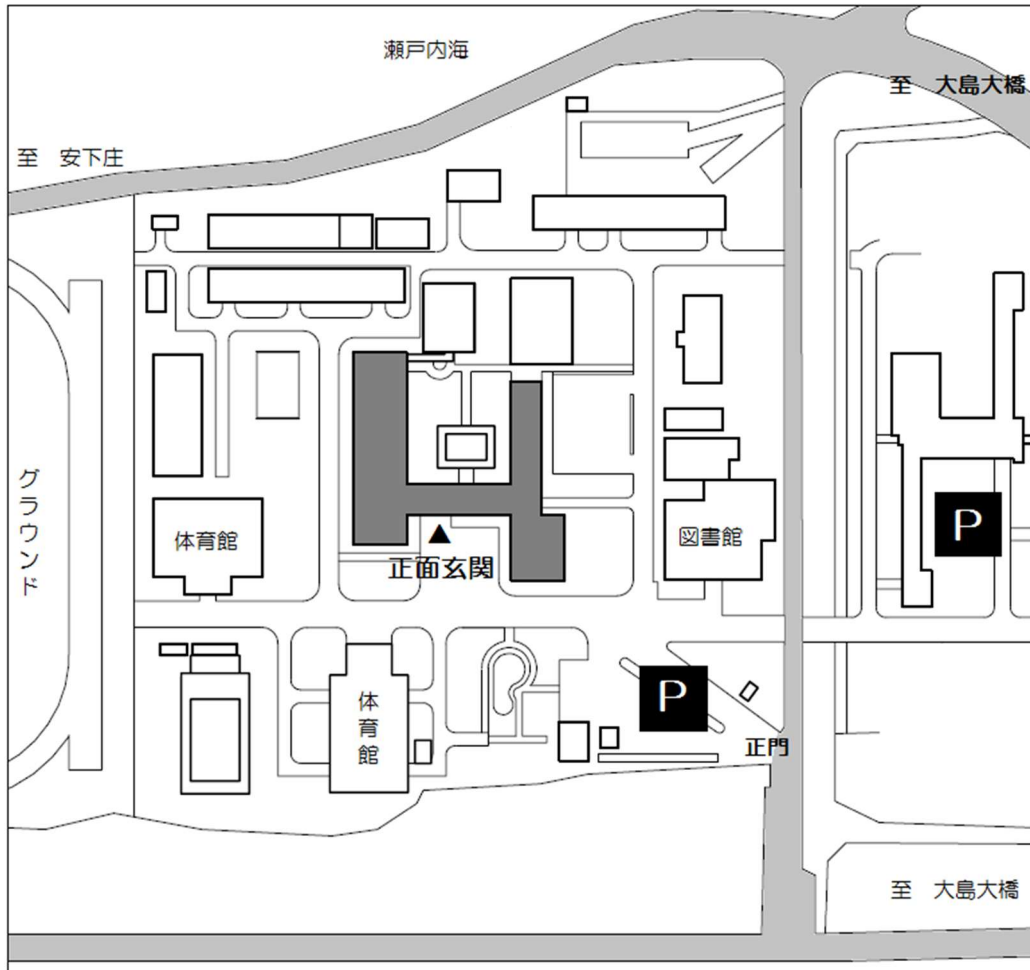 瀬戸内海
至 大島大橋
至 安下庄
グラウンド
体育館
正面玄関
図書館
P
体育館
P
正門
至 大島大橋